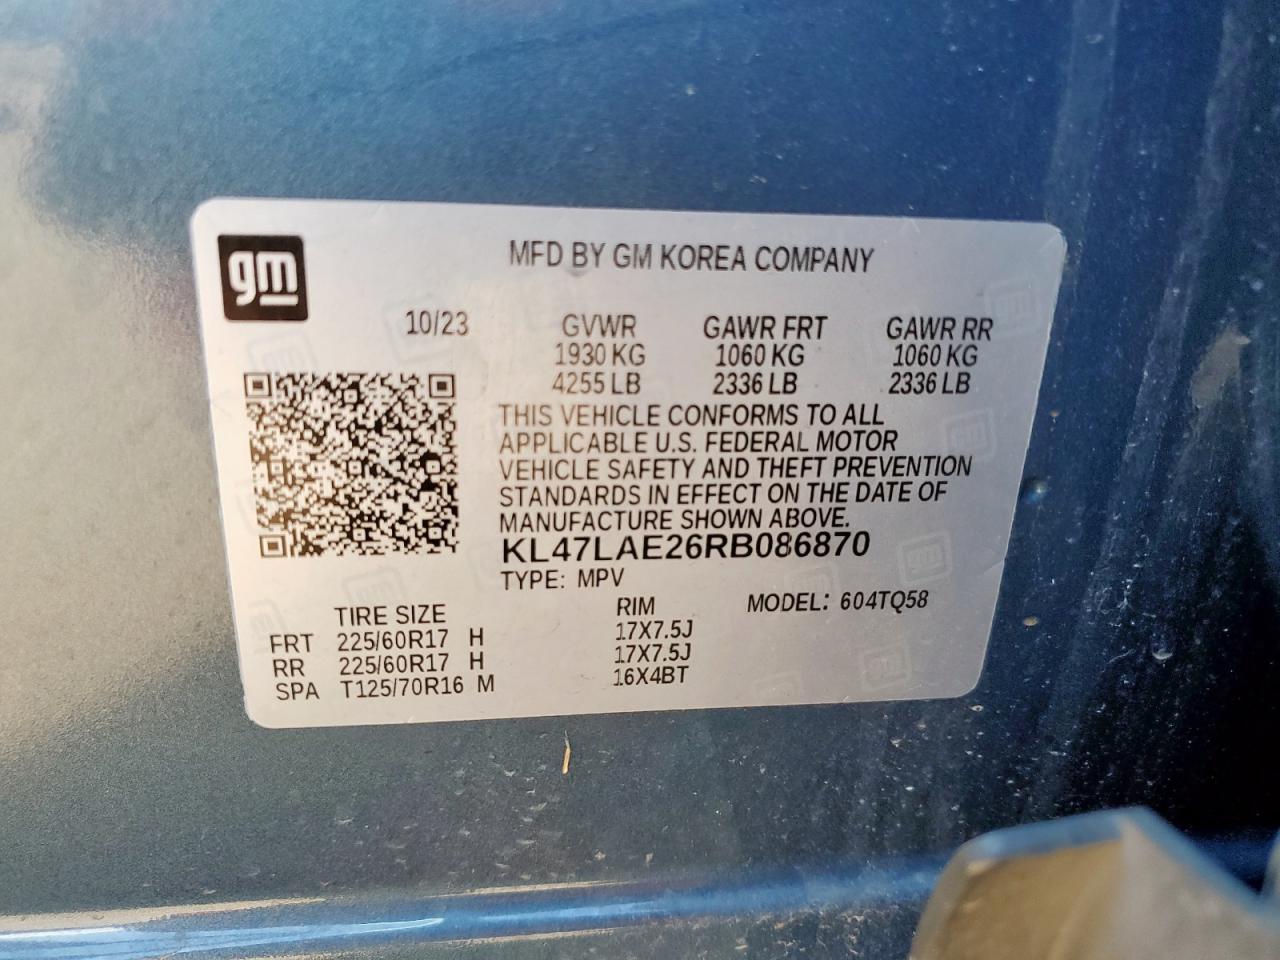 gm
MFD BY GM KOREA COMPANY
10/23 GVWR GAWR FRT GAWR RR
1930 KG 1060 KG 1060 KG
4255 LB 2336 LB 2336 LB
THIS VEHICLE CONFORMS TO ALL
APPLICABLE U.S. FEDERAL MOTOR
VEHICLE SAFETY AND THEFT PREVENTION
STANDARDS IN EFFECT ON THE DATE OF
MANUFACTURE SHOWN ABOVE.
KL47LAE26RB086870
TYPE: MPV
TIRE SIZE RIM MODEL: 604TQ58
FRT 225/60R17 H 17X7.5J
RR 225/60R17 H 17X7.5J
SPA T125/70R16 M 16X4BT